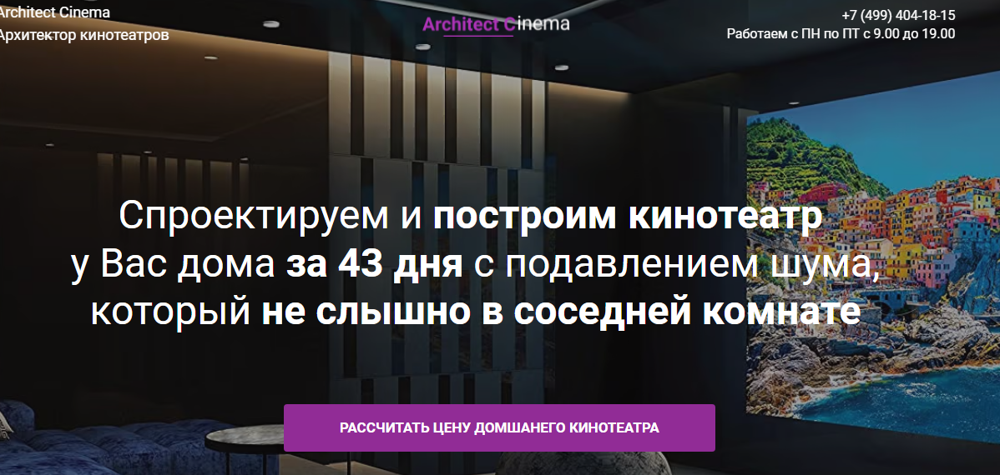 Architect Cinema
Архитектор кинотеатров
Architect Cinema
+7 (499) 404-18-15
Работаем с ПН по ПТ с 9.00 до 19.00
Спроектируем и построим кинотеатр
у Вас дома за 43 дня с подавлением шума,
который не слышно в соседней комнате
РАССЧИТАТЬ ЦЕНУ ДОМШАНЕГО КИНОТЕАТРА